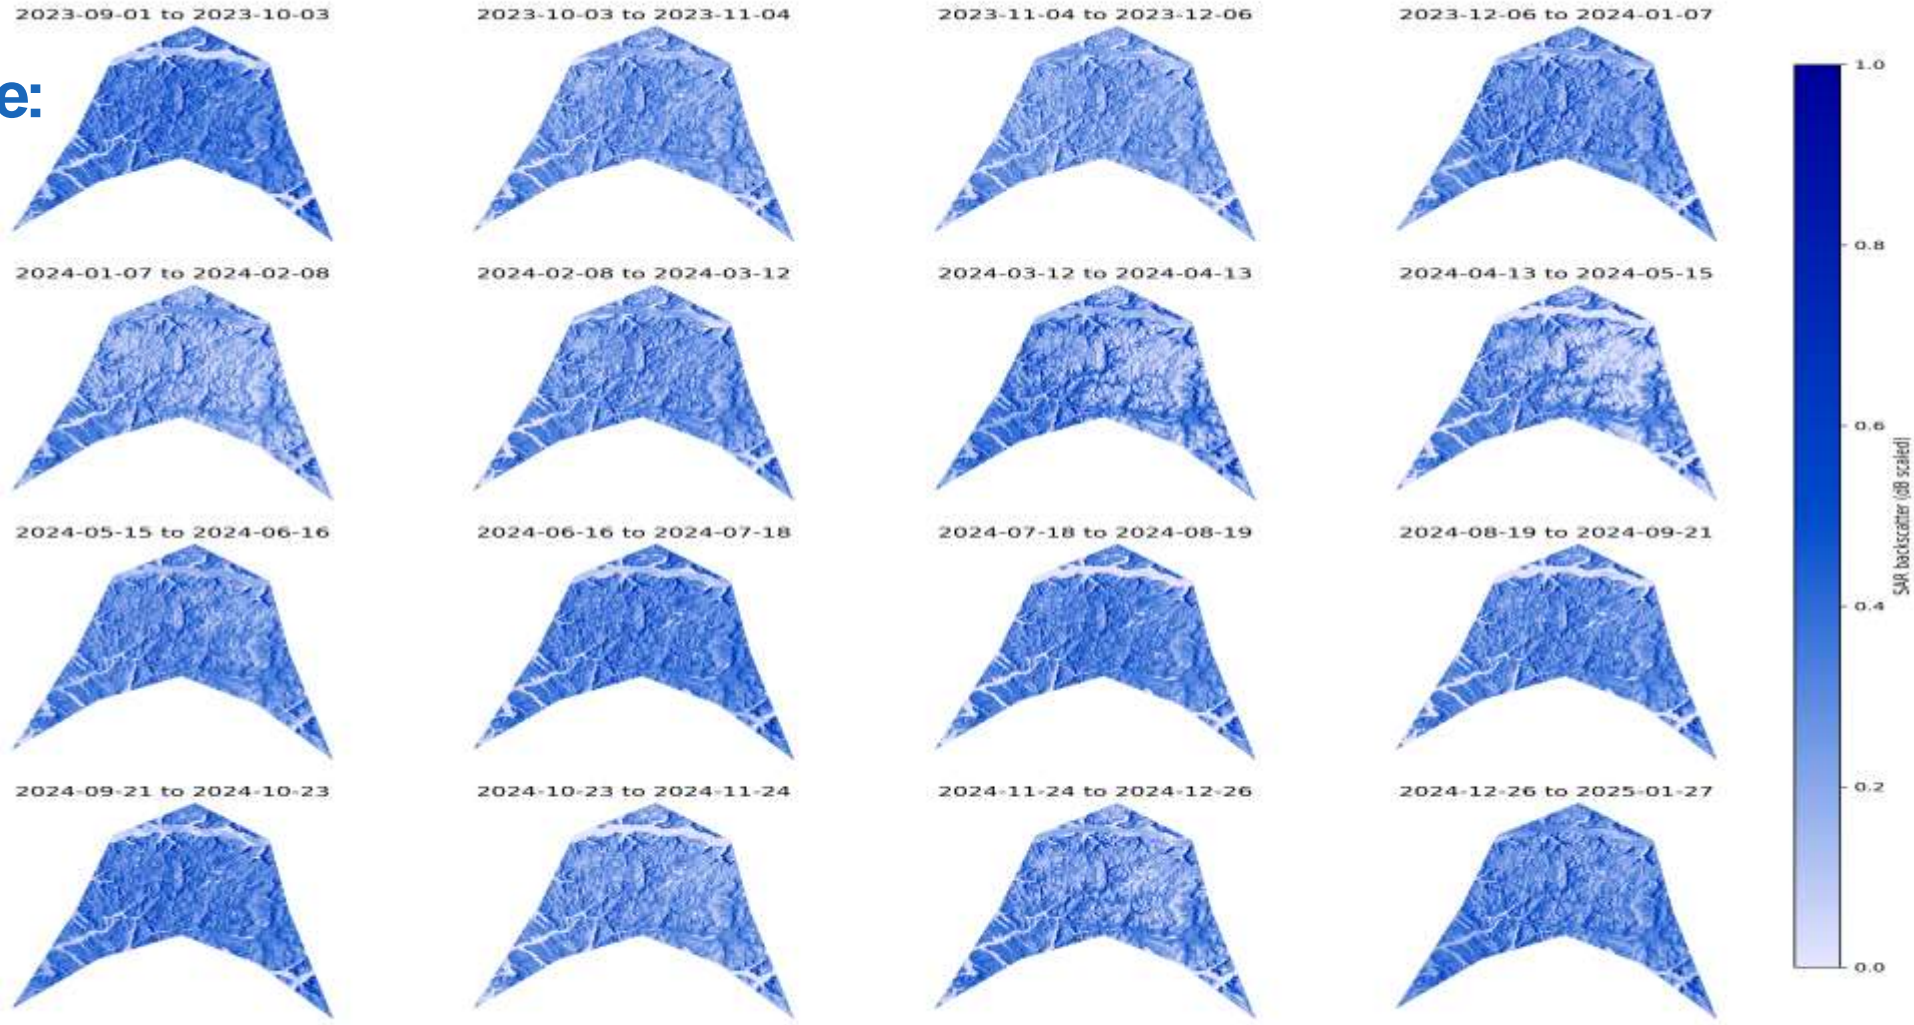 2023-09-01 to 2023-10-03
2023-10-03 to 2023-11-04
2023-11-04 to 2023-12-06
2023-12-06 to 2024-01-07
e:
2024-01-07 to 2024-02-08
2024-02-08 to 2024-03-12
2024-03-12 to 2024-04-13
2024-04-13 to 2024-05-15
2024-05-15 to 2024-06-16
2024-06-16 to 2024-07-18
2024-07-18 to 2024-08-19
2024-08-19 to 2024-09-21
2024-09-21 to 2024-10-23
2024-10-23 to 2024-11-24
2024-11-24 to 2024-12-26
2024-12-26 to 2025-01-27
1.0
0.8
0.6
0.4
0.2
0.0
SAR backscatter (dB scaled)